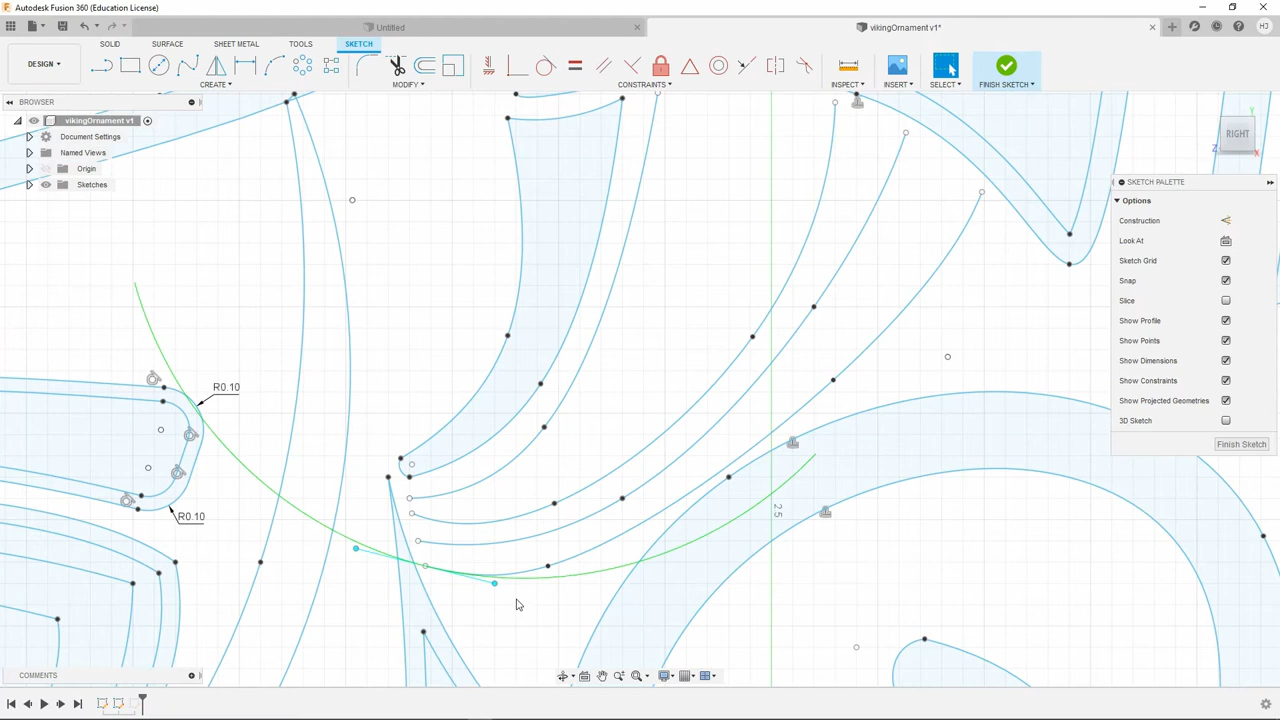 Autodesk Fusion 360 (Education License)
Untitled
vikingOrnament v1*
HJ
DESIGN
SOLID
SURFACE
SHEET METAL
TOOLS
SKETCH
CREATE
MODIFY
CONSTRAINTS
INSPECT
INSERT
SELECT
FINISH SKETCH
BROWSER
vikingOrnament v1
Document Settings
Named Views
Origin
Sketches
Y
RIGHT
Z
X
SKETCH PALETTE
Options
Construction
Look At
Sketch Grid
Snap
Slice
Show Profile
Show Points
Show Dimensions
Show Constraints
Show Projected Geometries
3D Sketch
Finish Sketch
R0.10
R0.10
2.5
COMMENTS